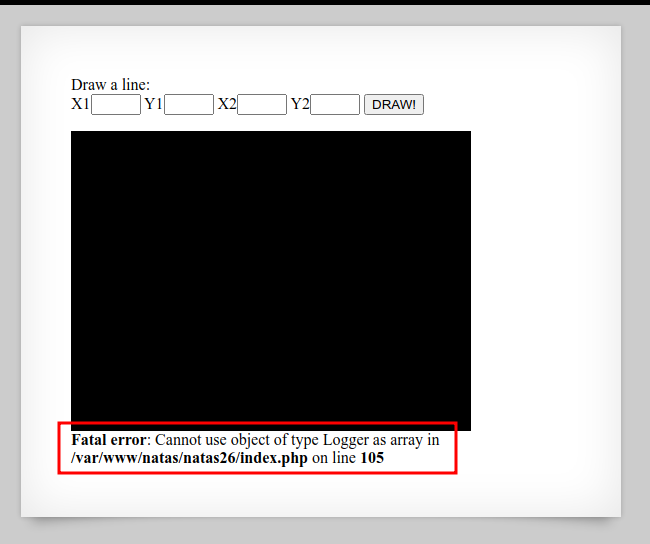 Draw a line:
X1 Y1 X2 Y2 DRAW!
Fatal error: Cannot use object of type Logger as array in
/var/www/natas/natas26/index.php on line 105